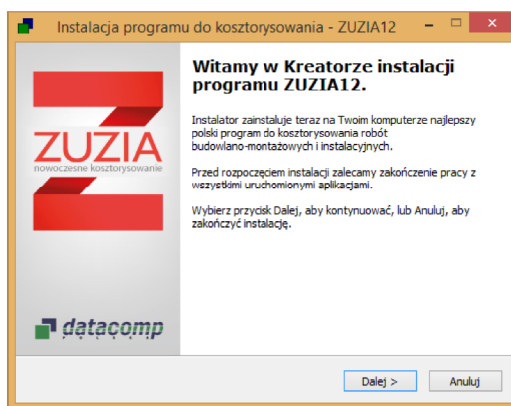 Instalacja programu do kosztorysowania - ZUZIA12
Witamy w Kreatorze instalacji
programu ZUZIA12.
Instalator zainstaluje teraz na Twoim komputerze najlepszy
polski program do kosztorysowania robót
budowlano-montażowych i instalacyjnych.
Przed rozpoczęciem instalacji zalecamy zakończenie pracy z
wszystkimi uruchomionymi aplikacjami.
Wybierz przycisk Dalej, aby kontynuować, lub Anuluj, aby
zakończyć instalację.
ZUZIA
nowoczesne kosztorysowanie
datacomp
Dalej >
Anuluj